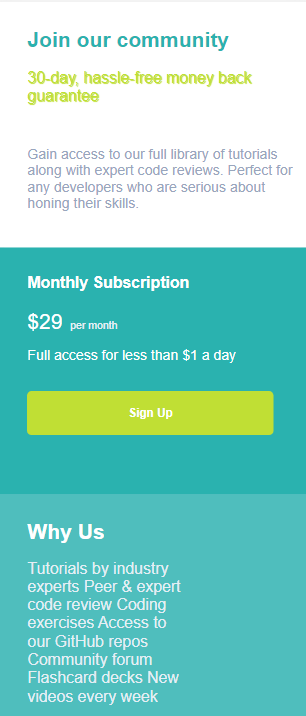 Join our community
30-day, hassle-free money back
guarantee
Gain access to our full library of tutorials
along with expert code reviews. Perfect for
any developers who are serious about
honing their skills.
Monthly Subscription
$29 per month
Full access for less than $1 a day
Sign Up
Why Us
Tutorials by industry
experts Peer & expert
code review Coding
exercises Access to
our GitHub repos
Community forum
Flashcard decks New
videos every week